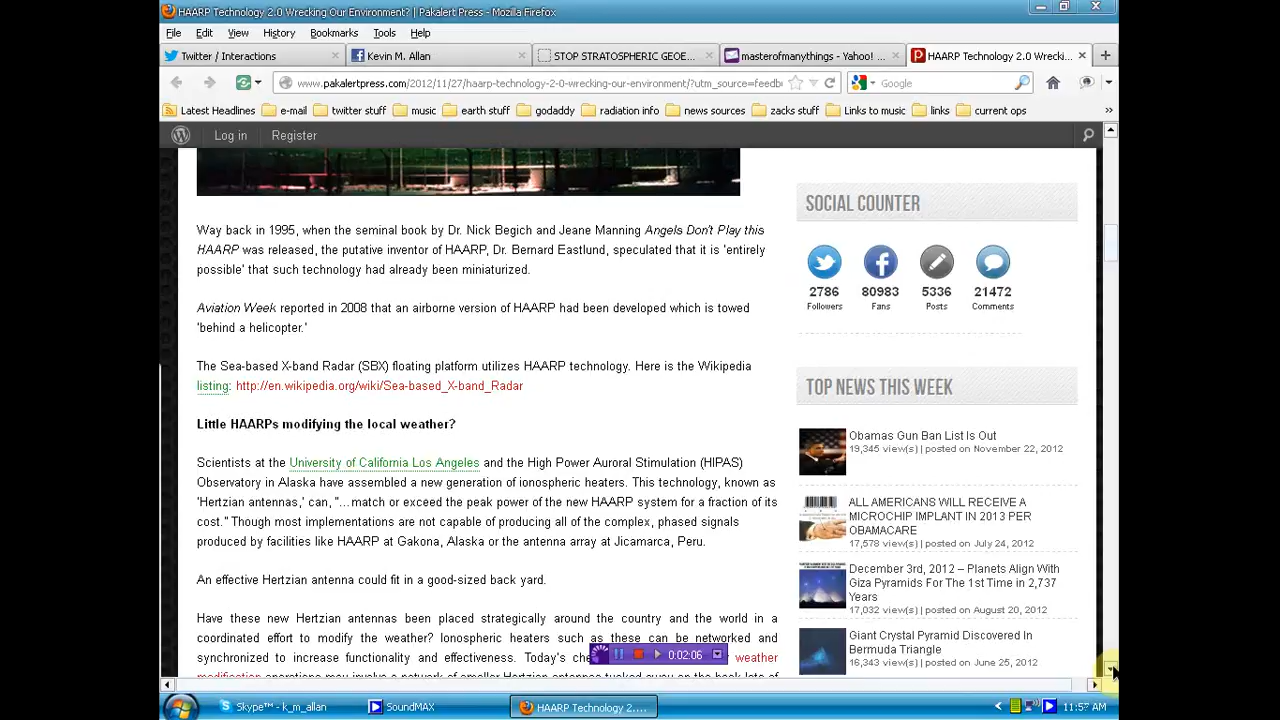 HAARP Technology 2.0 Wrecking Our Environment? | Pakalert Press - Mozilla Firefox
File Edit View History Bookmarks Tools Help
Twitter / Interactions
Kevin M. Allan
STOP STRATOSPHERIC GEOE...
masterofmanythings - Yahoo! ...
HAARP Technology 2.0 Wrecki...
www.pakalertpress.com/2012/11/27/haarp-technology-2-0-wrecking-our-environment/?utm_source=feedb
Google
Latest Headlines e-mail twitter stuff music earth stuff godaddy radiation info news sources zacks stuff Links to music links current ops
Log in Register
Way back in 1995, when the seminal book by Dr. Nick Begich and Jeane Manning Angels Don't Play this
HAARP was released, the putative inventor of HAARP, Dr. Bernard Eastlund, speculated that it is 'entirely
possible' that such technology had already been miniaturized.
Aviation Week reported in 2008 that an airborne version of HAARP had been developed which is towed
'behind a helicopter.'
The Sea-based X-band Radar (SBX) floating platform utilizes HAARP technology. Here is the Wikipedia
listing: http://en.wikipedia.org/wiki/Sea-based_X-band_Radar
Little HAARPs modifying the local weather?
Scientists at the University of California Los Angeles and the High Power Auroral Stimulation (HIPAS)
Observatory in Alaska have assembled a new generation of ionospheric heaters. This technology, known as
'Hertzian antennas,' can, "...match or exceed the peak power of the new HAARP system for a fraction of its
cost." Though most implementations are not capable of producing all of the complex, phased signals
produced by facilities like HAARP at Gakona, Alaska or the antenna array at Jicamarca, Peru.
An effective Hertzian antenna could fit in a good-sized back yard.
Have these new Hertzian antennas been placed strategically around the country and the world in a
coordinated effort to modify the weather? Ionospheric heaters such as these can be networked and
synchronized to increase functionality and effectiveness. Today's weather
SOCIAL COUNTER
2786 80983 5336 21472
Followers Fans Posts Comments
TOP NEWS THIS WEEK
Obamas Gun Ban List Is Out
19,345 view(s) | posted on November 22, 2012
ALL AMERICANS WILL RECEIVE A
MICROCHIP IMPLANT IN 2013 PER
OBAMACARE
17,578 view(s) | posted on July 24, 2012
December 3rd, 2012 – Planets Align With
Giza Pyramids For The 1st Time in 2,737
Years
17,032 view(s) | posted on August 20, 2012
Giant Crystal Pyramid Discovered In
Bermuda Triangle
16,343 view(s) | posted on June 25, 2012
0:02:06
Skype™ - k_m_allan
SoundMAX
HAARP Technology 2....
11:57 AM